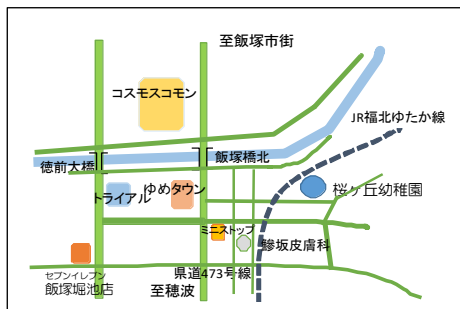 至飯塚市街
コスモスコモン
JR福北ゆたか線
徳前大橋
飯塚橋北
トライアル
ゆめタウン
桜ヶ丘幼稚園
ミニストップ
鯵坂皮膚科
セブンイレブン
飯塚堀池店
県道473号線
至穂波